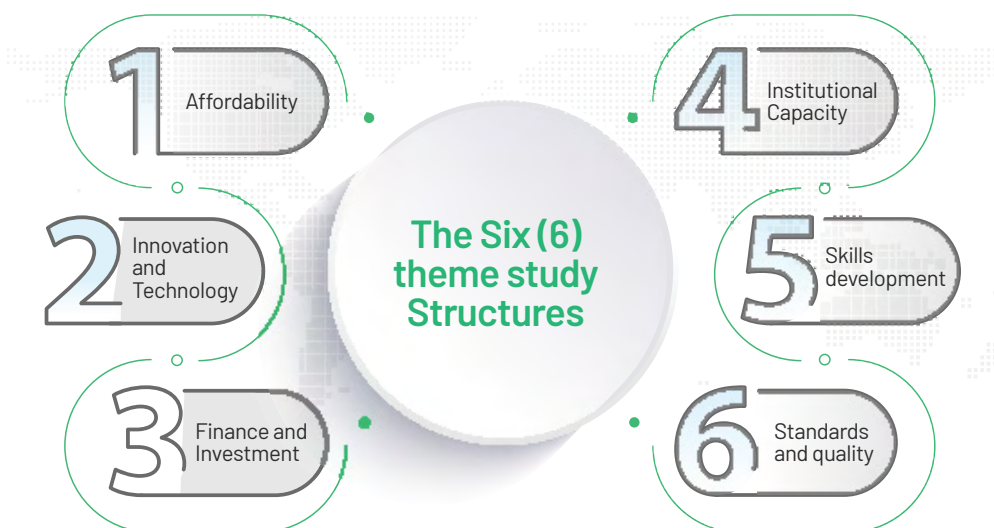 The Six (6)
theme study
Structures
1
Affordability
2
Innovation
and
Technology
3
Finance and
Investment
4
Institutional
Capacity
5
Skills
development
6
Standards
and quality